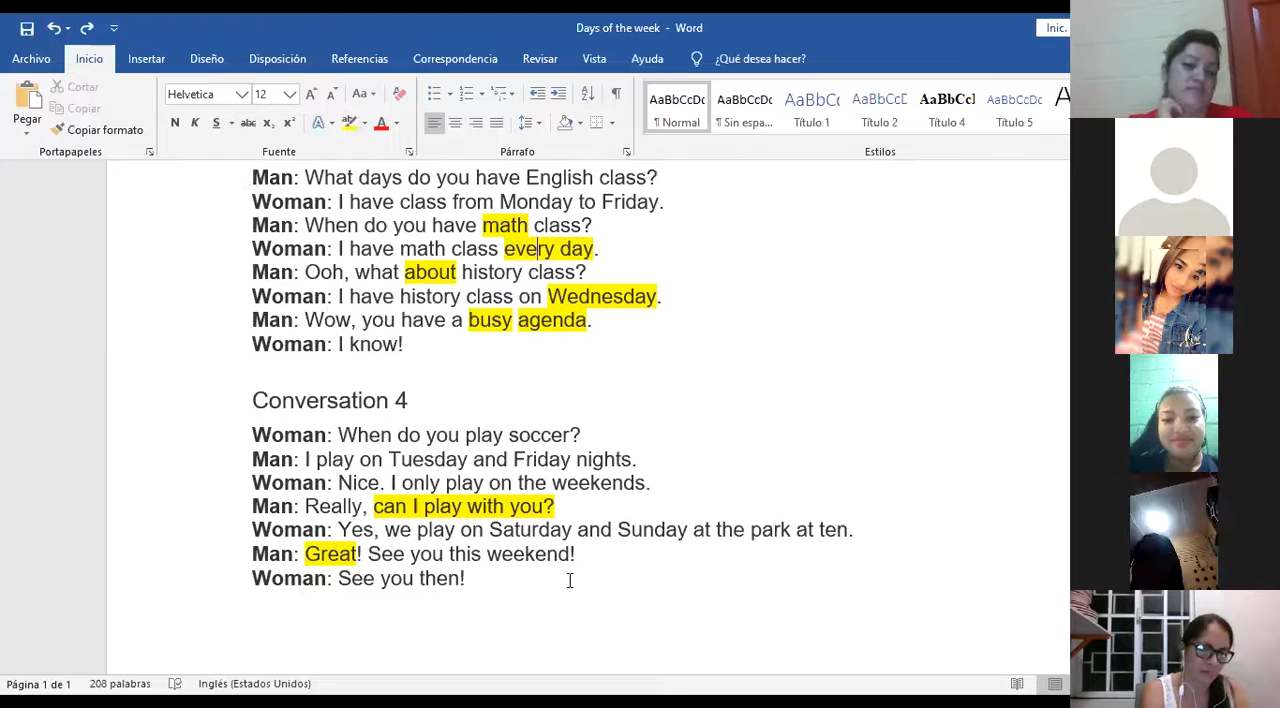 Days of the week - Word
Inic.
Archivo Inicio Insertar Diseño Disposición Referencias Correspondencia Revisar Vista Ayuda ¿Qué desea hacer?
Pegar
Cortar
Copiar
Copiar formato
Portapapeles
Helvetica 12
N K S abc x₂ x²
Fuente
Párrafo
AaBbCcDc AaBbCcDc AaBbC AaBbCcD AaBbCc AaBbCcDc
¶ Normal ¶ Sin espa... Título 1 Título 2 Título 4 Título 5
Estilos
Man: What days do you have English class?
Woman: I have class from Monday to Friday.
Man: When do you have math class?
Woman: I have math class every day.
Man: Ooh, what about history class?
Woman: I have history class on Wednesday.
Man: Wow, you have a busy agenda.
Woman: I know!
Conversation 4
Woman: When do you play soccer?
Man: I play on Tuesday and Friday nights.
Woman: Nice. I only play on the weekends.
Man: Really, can I play with you?
Woman: Yes, we play on Saturday and Sunday at the park at ten.
Man: Great! See you this weekend!
Woman: See you then!
Página 1 de 1 208 palabras Inglés (Estados Unidos)